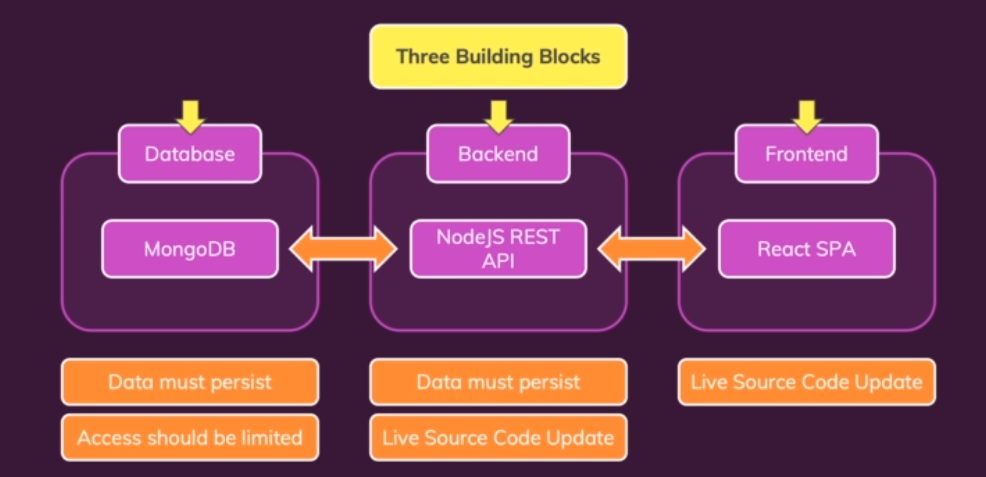 Three Building Blocks
Database
Backend
Frontend
MongoDB
NodeJS REST
API
React SPA
Data must persist
Data must persist
Live Source Code Update
Access should be limited
Live Source Code Update